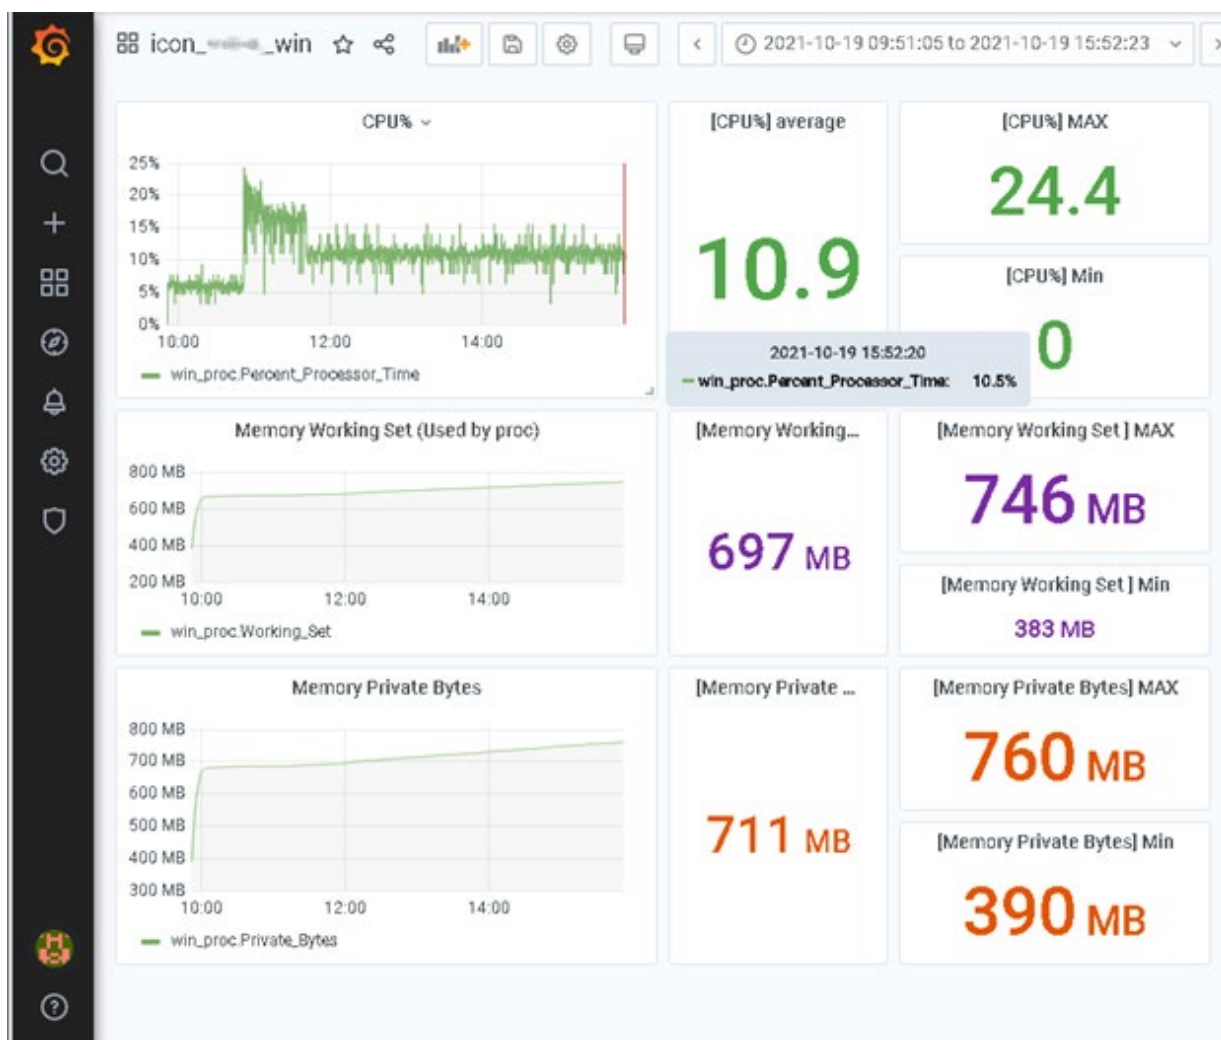 icon_ _win
2021-10-19 09:51:05 to 2021-10-19 15:52:23
CPU%
25%
20%
15%
10%
5%
0%
10:00 12:00 14:00
win_proc.Percent_Processor_Time
[CPU%] average
10.9
[CPU%] MAX
24.4
[CPU%] Min
0
2021-10-19 15:52:20
win_proc.Percent_Processor_Time: 10.5%
Memory Working Set (Used by proc)
800 MB
600 MB
400 MB
200 MB
10:00 12:00 14:00
win_proc.Working_Set
[Memory Working...
697 MB
[Memory Working Set ] MAX
746 MB
[Memory Working Set ] Min
383 MB
Memory Private Bytes
800 MB
700 MB
600 MB
500 MB
400 MB
300 MB
10:00 12:00 14:00
win_proc.Private_Bytes
[Memory Private ...
711 MB
[Memory Private Bytes] MAX
760 MB
[Memory Private Bytes] Min
390 MB